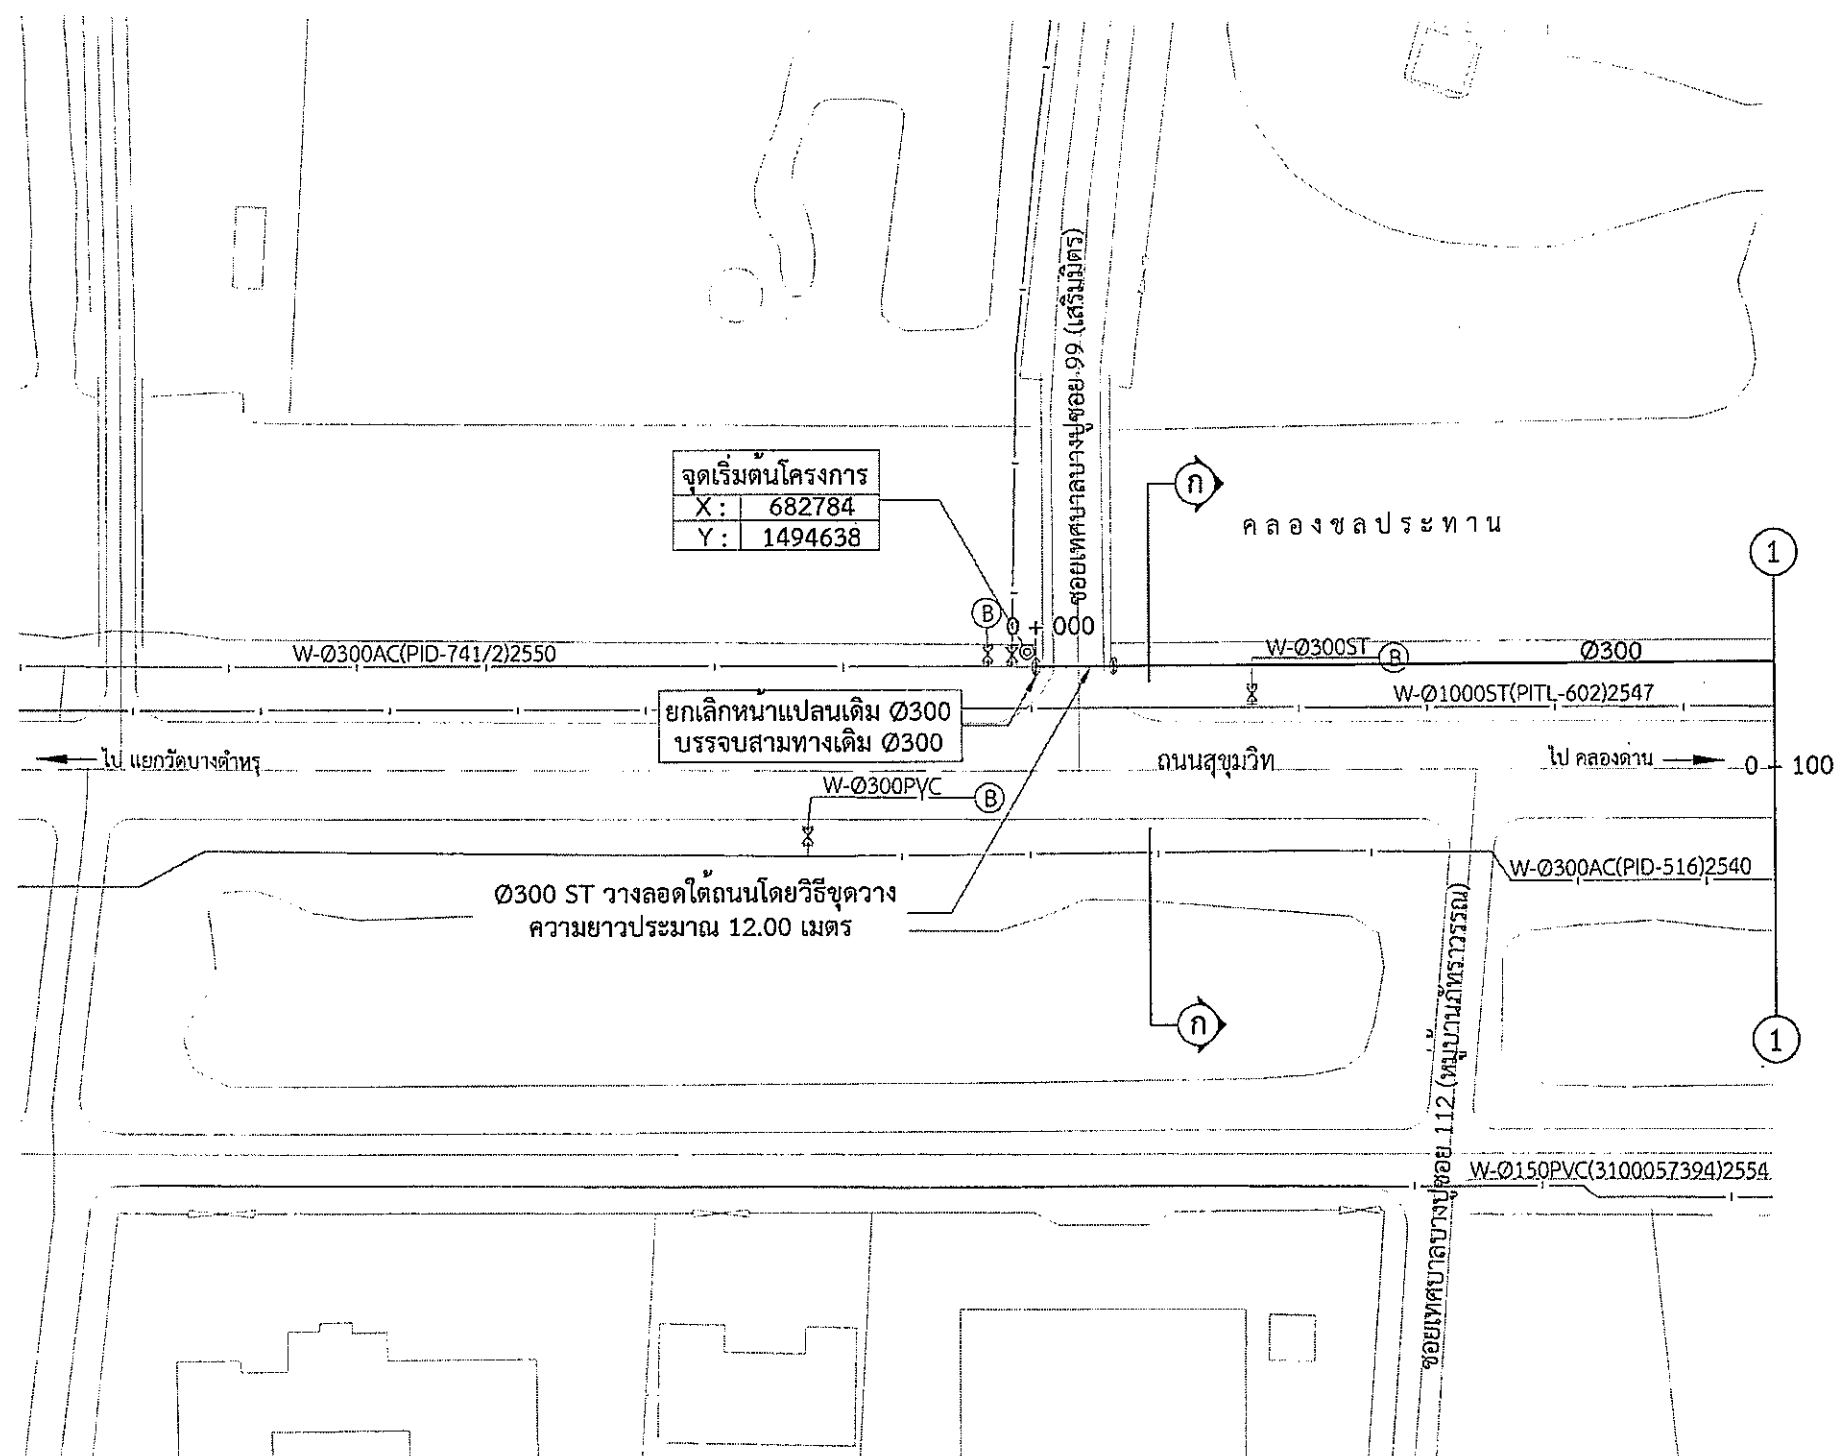 ซอยเทศบาลบางปูซอย 99 (เสริมมิตร)
จุดเริ่มต้นโครงการ
X : 682784
Y : 1494638
ก
คลองชลประทาน
1
B
0 + 000
W-Ø300AC(PID-741/2)2550
W-Ø300ST
B
Ø300
W-Ø1000ST(PITL-602)2547
ยกเลิกหน้าแปลนเดิม Ø300
บรรจบสามทางเดิม Ø300
ไป แยกวัดบางตำหรุ
ถนนสุขุมวิท
ไป คลองด่าน
0 + 100
W-Ø300PVC
B
W-Ø300AC(PID-516)2540
Ø300 ST วางลอดใต้ถนนโดยวิธีขุดวาง
ความยาวประมาณ 12.00 เมตร
ก
1
ซอยเทศบาลบางปูซอย 112 (หมู่บ้านภัทราวรรณ)
W-Ø150PVC(3100057394)2554